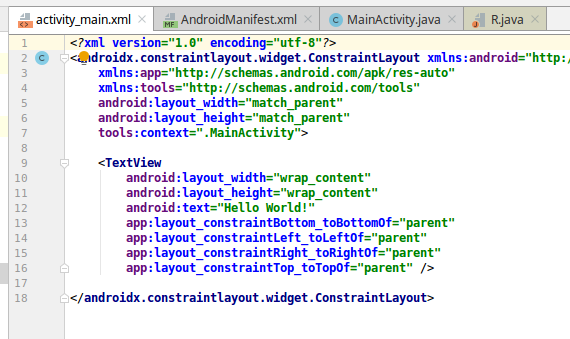 activity_main.xml AndroidManifest.xml MainActivity.java R.java
1 <?xml version="1.0" encoding="utf-8"?>
2 <androidx.constraintlayout.widget.ConstraintLayout xmlns:android="http:/
3 xmlns:app="http://schemas.android.com/apk/res-auto"
4 xmlns:tools="http://schemas.android.com/tools"
5 android:layout_width="match_parent"
6 android:layout_height="match_parent"
7 tools:context=".MainActivity">
8
9 <TextView
10 android:layout_width="wrap_content"
11 android:layout_height="wrap_content"
12 android:text="Hello World!"
13 app:layout_constraintBottom_toBottomOf="parent"
14 app:layout_constraintLeft_toLeftOf="parent"
15 app:layout_constraintRight_toRightOf="parent"
16 app:layout_constraintTop_toTopOf="parent" />
17
18 </androidx.constraintlayout.widget.ConstraintLayout>